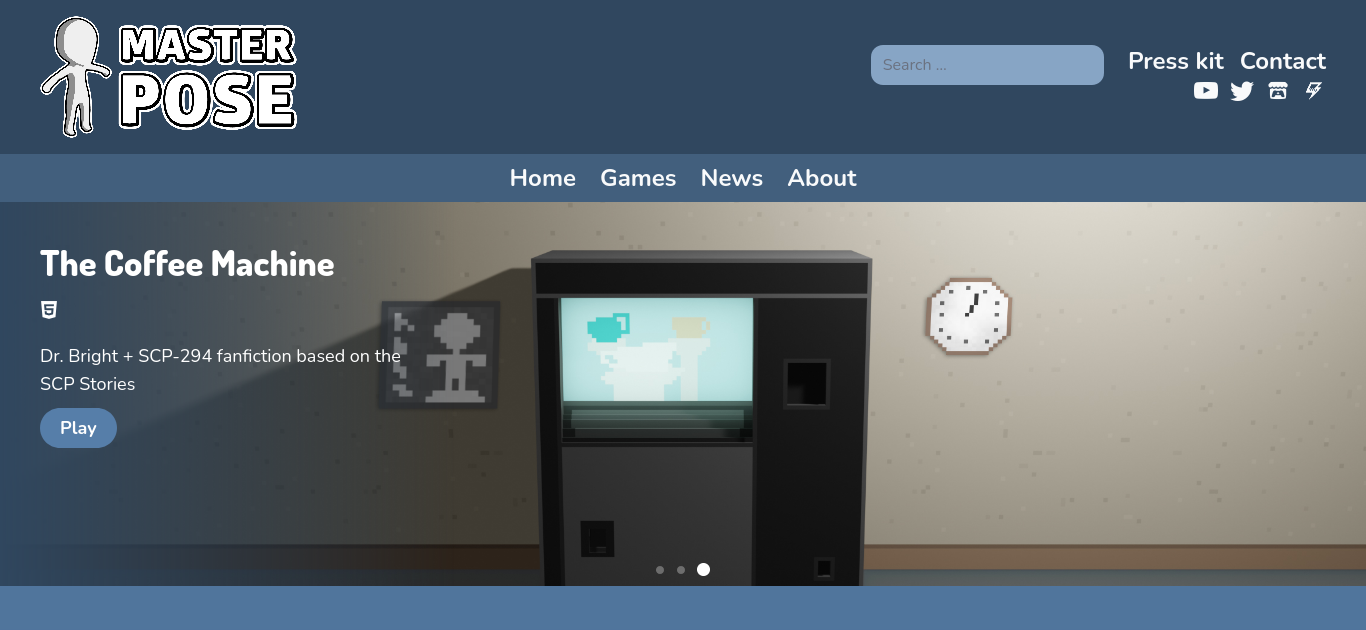 MASTER
POSE
Search ...
Press kit Contact
Home Games News About
The Coffee Machine
Dr. Bright + SCP-294 fanfiction based on the
SCP Stories
Play